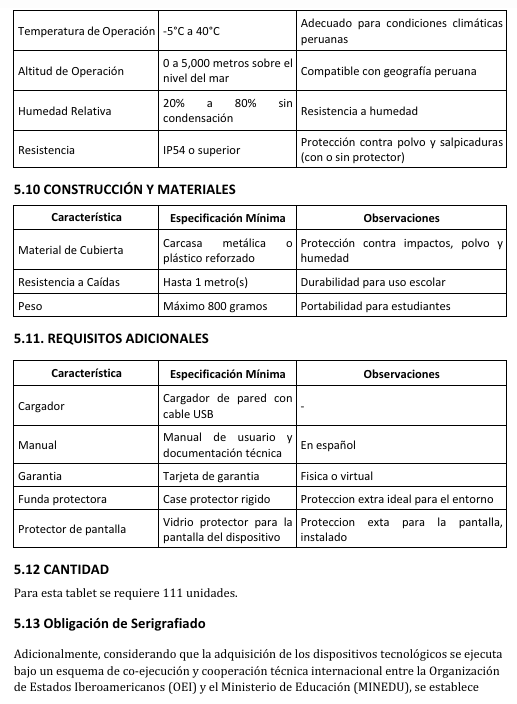 Temperatura de Operación -5°C a 40°C Adecuado para condiciones climáticas
peruanas
Altitud de Operación 0 a 5,000 metros sobre el
nivel del mar Compatible con geografía peruana
Humedad Relativa 20% a 80% sin
condensación Resistencia a humedad
Resistencia IP54 o superior Protección contra polvo y salpicaduras
(con o sin protector)
5.10 CONSTRUCCIÓN Y MATERIALES
Característica Especificación Mínima Observaciones
Material de Cubierta Carcasa metálica o
plástico reforzado Protección contra impactos, polvo y
humedad
Resistencia a Caídas Hasta 1 metro(s) Durabilidad para uso escolar
Peso Máximo 800 gramos Portabilidad para estudiantes
5.11. REQUISITOS ADICIONALES
Característica Especificación Mínima Observaciones
Cargador Cargador de pared con
cable USB -
Manual Manual de usuario y
documentación técnica En español
Garantia Tarjeta de garantia Fisica o virtual
Funda protectora Case protector rigido Proteccion extra ideal para el entorno
Protector de pantalla Vidrio protector para la
pantalla del dispositivo Proteccion exta para la pantalla,
instalado
5.12 CANTIDAD
Para esta tablet se requiere 111 unidades.
5.13 Obligación de Serigrafiado
Adicionalmente, considerando que la adquisición de los dispositivos tecnológicos se ejecuta
bajo un esquema de co-ejecución y cooperación técnica internacional entre la Organización
de Estados Iberoamericanos (OEI) y el Ministerio de Educación (MINEDU), se establece